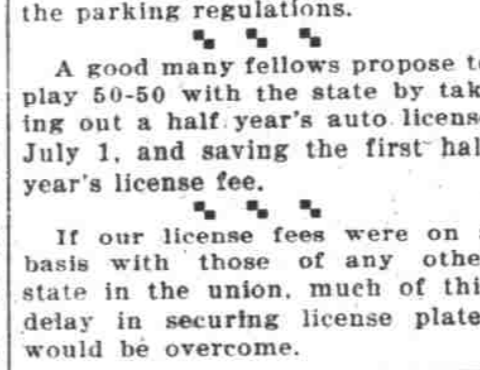 the parking regulations.
A good many fellows propose t
play 50-50 with the state by tak
ing out a half year's auto licens
July 1, and saving the first hal
year's license fee.
If our license fees were on
basis with those of any othe
state in the union, much of thi
delay in securing license plate
would be overcome.